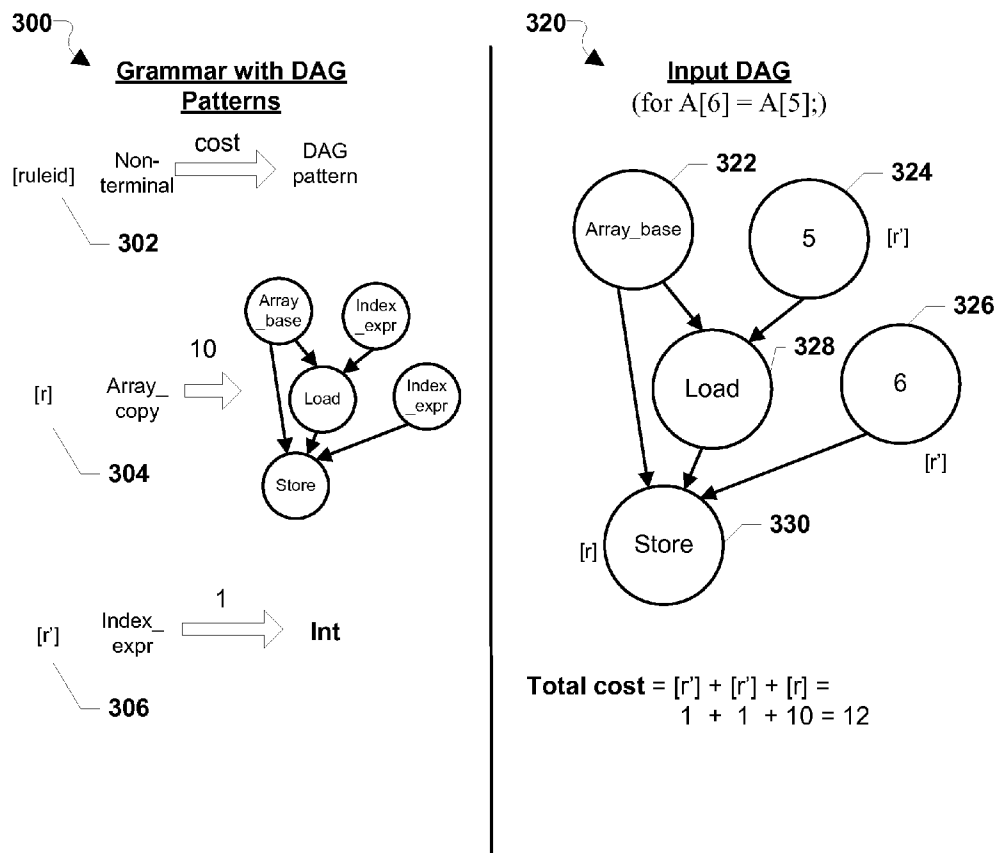 300
Grammar with DAG
Patterns
cost
[ruleid]
Non-
terminal
DAG
pattern
302
Array
_base
Index
_expr
10
[r]
Array_
copy
Load
Index
_expr
304
Store
1
[r']
Index_
expr
Int
306
320
Input DAG
(for A[6] = A[5];)
322
324
Array_base
5
[r']
326
328
Load
6
[r']
330
[r]
Store
Total cost = [r'] + [r'] + [r] =
1 + 1 + 10 = 12